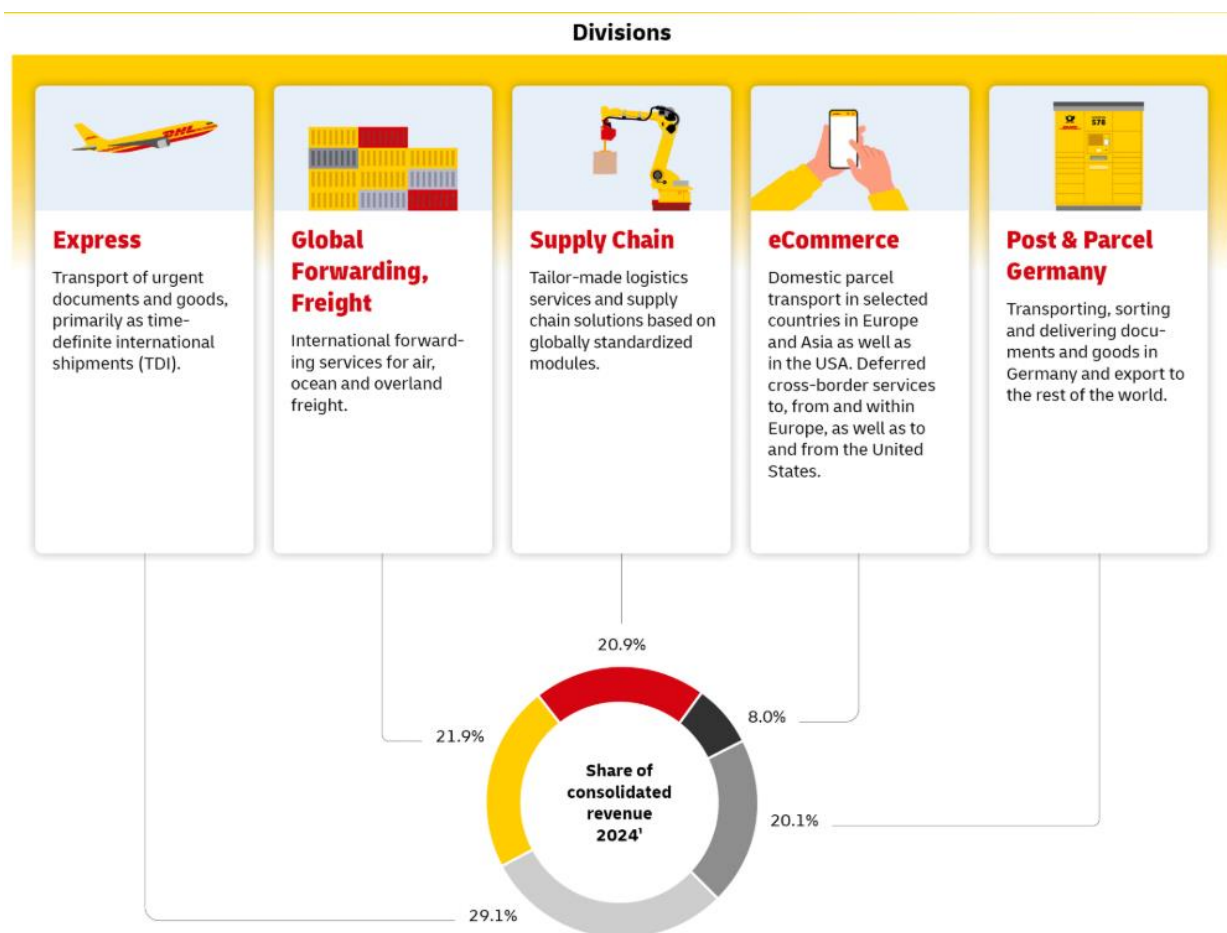 Divisions
DHL
Express
Transport of urgent
documents and goods,
primarily as time-
definite international
shipments (TDI).
Global
Forwarding,
Freight
International forward-
ing services for air,
ocean and overland
freight.
Supply Chain
Tailor-made logistics
services and supply
chain solutions based on
globally standardized
modules.
eCommerce
Domestic parcel
transport in selected
countries in Europe
and Asia as well as
in the USA. Deferred
cross-border services
to, from and within
Europe, as well as to
and from the United
States.
578
Post & Parcel
Germany
Transporting, sorting
and delivering docu-
ments and goods in
Germany and export to
the rest of the world.
20.9%
8.0%
21.9%
Share of
consolidated
revenue
2024¹
20.1%
29.1%